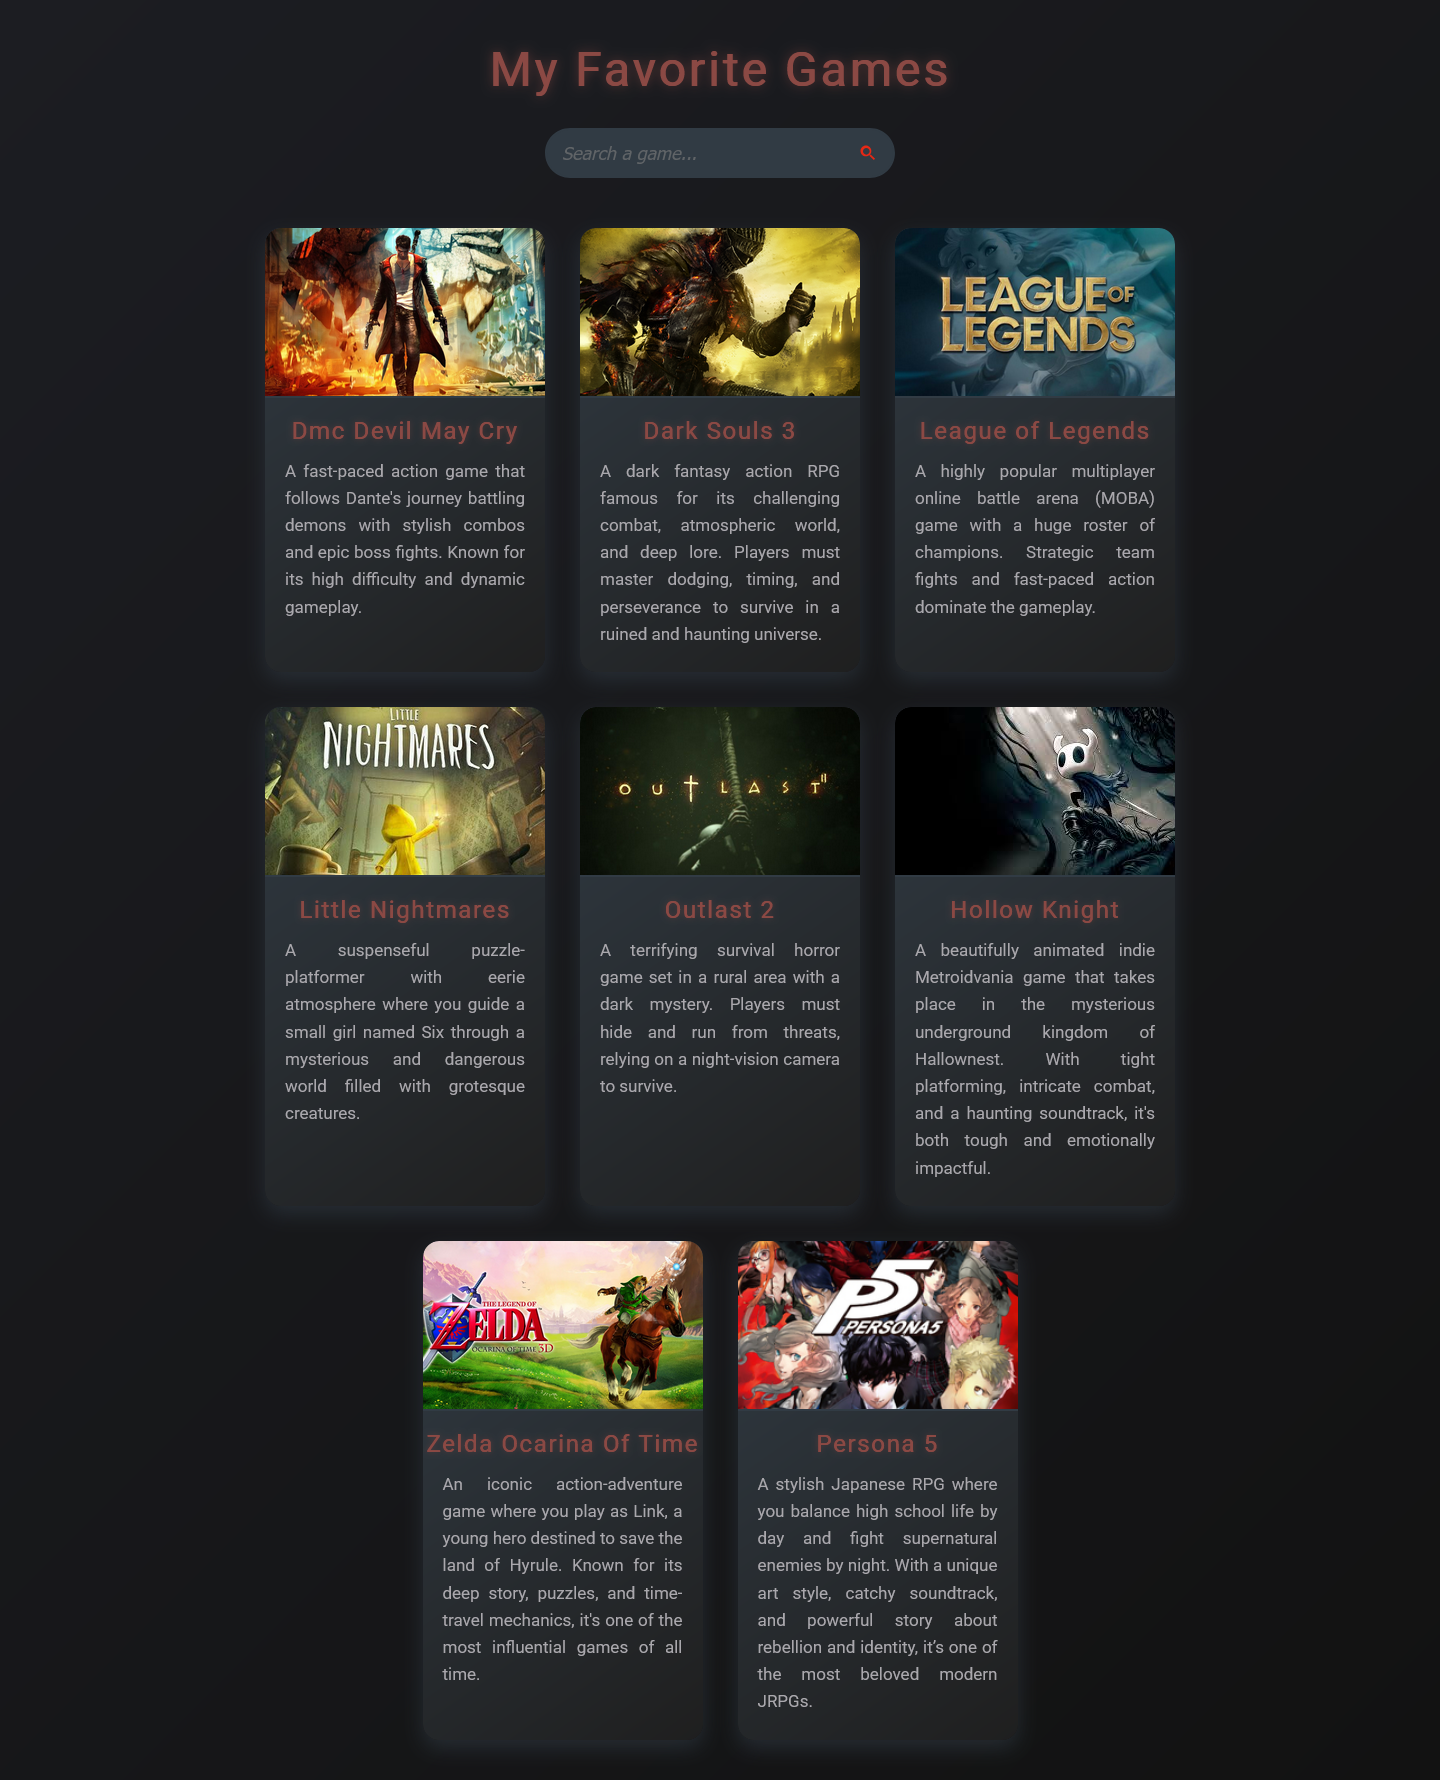 My Favorite Games
Search a game...
LEAGUE OF
LEGENDS
Dmc Devil May Cry
A fast-paced action game that
follows Dante's journey battling
demons with stylish combos
and epic boss fights. Known for
its high difficulty and dynamic
gameplay.
Dark Souls 3
A dark fantasy action RPG
famous for its challenging
combat, atmospheric world,
and deep lore. Players must
master dodging, timing, and
perseverance to survive in a
ruined and haunting universe.
League of Legends
A highly popular multiplayer
online battle arena (MOBA)
game with a huge roster of
champions. Strategic team
fights and fast-paced action
dominate the gameplay.
LITTLE
NIGHTMARES
OUTLAST II
Little Nightmares
A suspenseful puzzle-
platformer with eerie
atmosphere where you guide a
small girl named Six through a
mysterious and dangerous
world filled with grotesque
creatures.
Outlast 2
A terrifying survival horror
game set in a rural area with a
dark mystery. Players must
hide and run from threats,
relying on a night-vision camera
to survive.
Hollow Knight
A beautifully animated indie
Metroidvania game that takes
place in the mysterious
underground kingdom of
Hallownest. With tight
platforming, intricate combat,
and a haunting soundtrack, it's
both tough and emotionally
impactful.
THE LEGEND OF
ZELDA
OCARINA OF TIME 3D
P5
PERSONA5
Zelda Ocarina Of Time
An iconic action-adventure
game where you play as Link, a
young hero destined to save the
land of Hyrule. Known for its
deep story, puzzles, and time-
travel mechanics, it's one of the
most influential games of all
time.
Persona 5
A stylish Japanese RPG where
you balance high school life by
day and fight supernatural
enemies by night. With a unique
art style, catchy soundtrack,
and powerful story about
rebellion and identity, it’s one of
the most beloved modern
JRPGs.